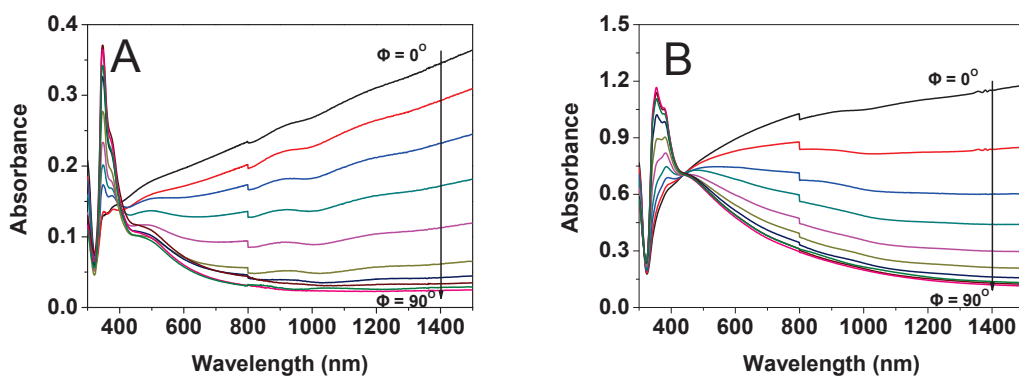 A
Φ = 0°
Φ = 90°
Absorbance
0.4
0.3
0.2
0.1
0.0
400 600 800 1000 1200 1400
Wavelength (nm)
B
Φ = 0°
Φ = 90°
Absorbance
1.5
1.2
0.9
0.6
0.3
0.0
400 600 800 1000 1200 1400
Wavelength (nm)